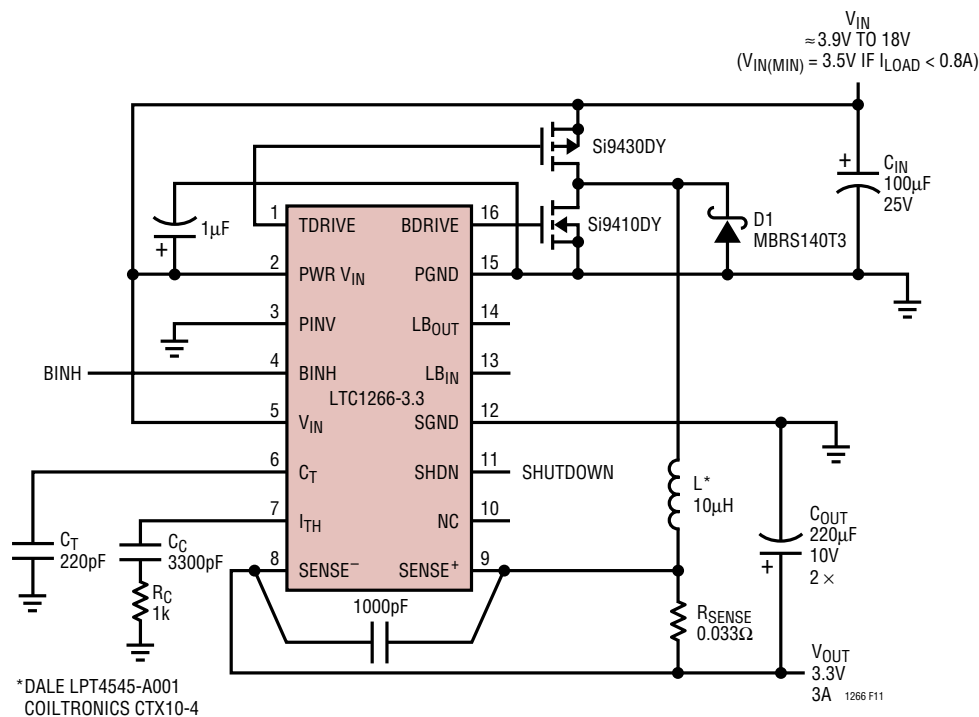 V_IN
≈3.9V TO 18V
(V_IN(MIN) = 3.5V IF I_LOAD < 0.8A)
Si9430DY
+
C_IN
100µF
25V
1µF
+
Si9410DY
D1
MBRS140T3
1 TDRIVE BDRIVE 16
2 PWR V_IN PGND 15
3 PINV LB_OUT 14
BINH 4 BINH LB_IN 13
LTC1266-3.3
5 V_IN SGND 12
6 C_T SHDN 11 SHUTDOWN
7 I_TH NC 10
8 SENSE⁻ SENSE⁺ 9
L*
10µH
C_OUT
220µF
10V
2 ×
+
C_T
220pF
C_C
3300pF
R_C
1k
1000pF
R_SENSE
0.033Ω
V_OUT
3.3V
3A
1266 F11
*DALE LPT4545-A001
COILTRONICS CTX10-4